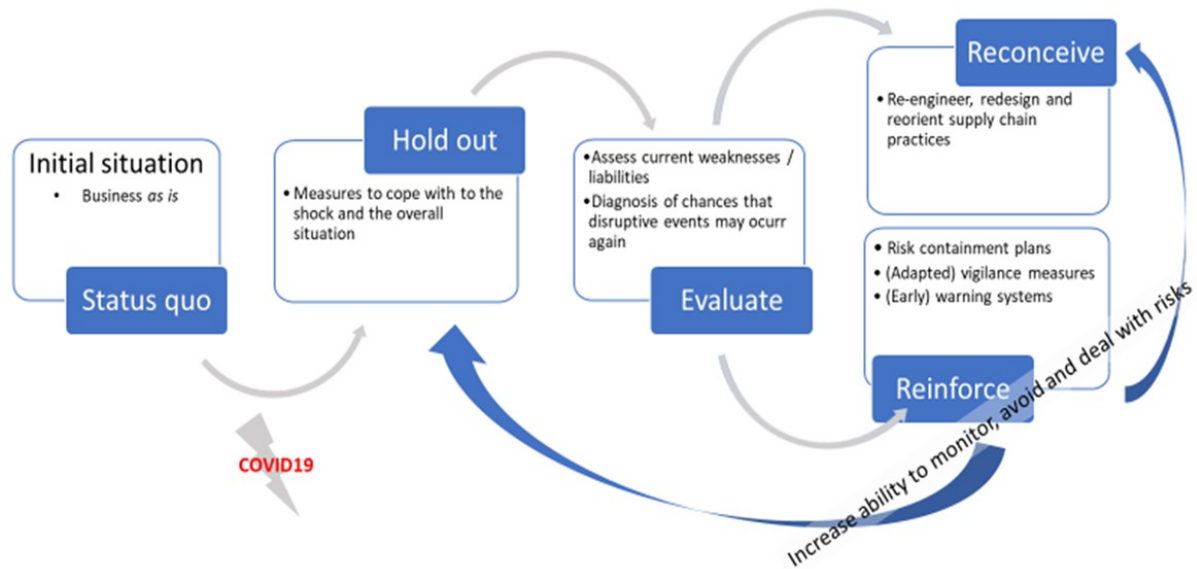 Initial situation
• Business as is
Status quo
COVID19
Hold out
• Measures to cope with to the
shock and the overall
situation
•Assess current weaknesses /
liabilities
•Diagnosis of chances that
disruptive events may ocurr
again
Evaluate
Reconceive
• Re-engineer, redesign and
reorient supply chain
practices
• Risk containment plans
• (Adapted) vigilance measures
• (Early) warning systems
Reinforce
Increase ability to monitor, avoid and deal with risks